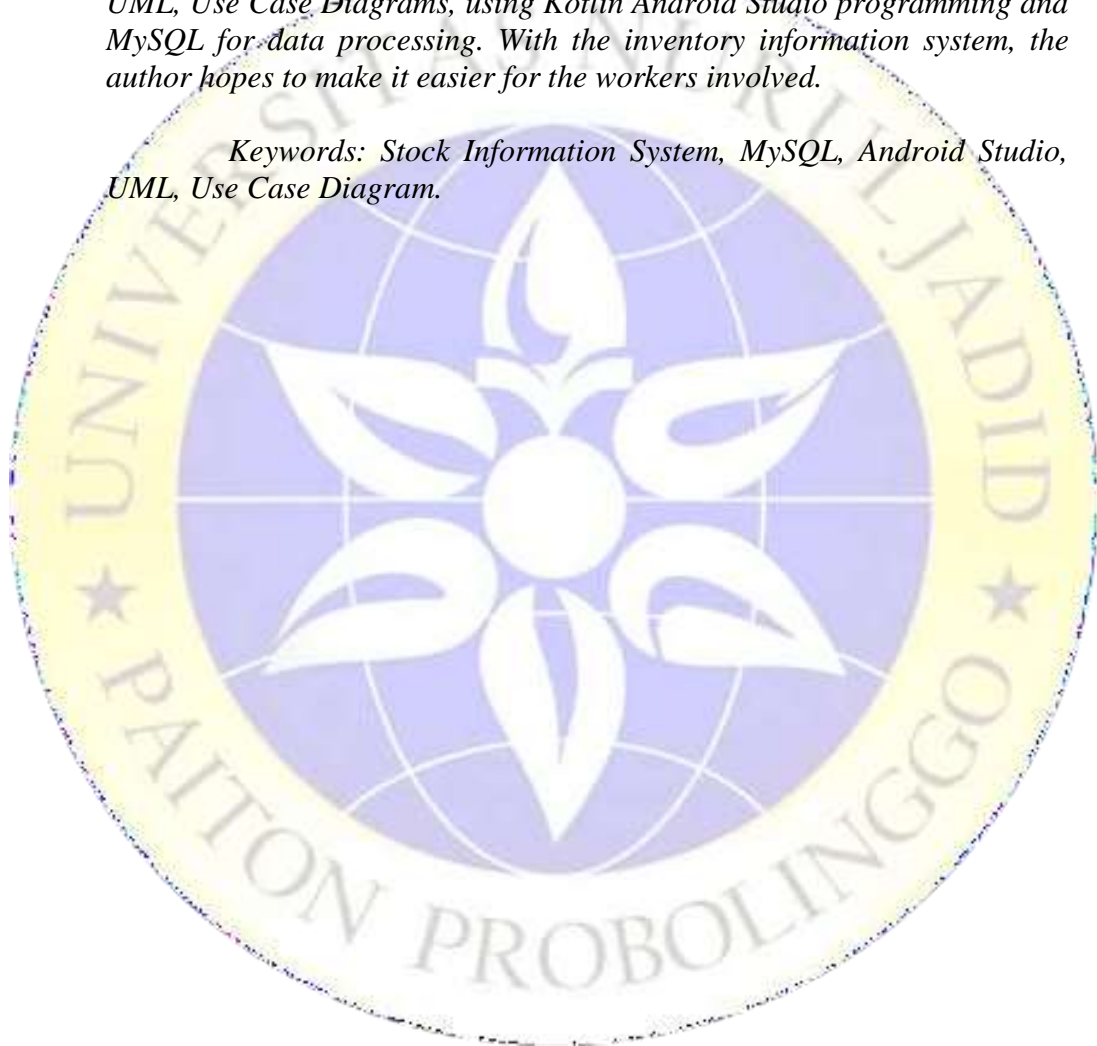 UML, Use Case Diagrams, using Kotlin Android Studio programming and
MySQL for data processing. With the inventory information system, the
author hopes to make it easier for the workers involved.
Keywords: Stock Information System, MySQL, Android Studio,
UML, Use Case Diagram.
UNIVERSITAS NURUL JADID
★ PAITON PROBOLINGGO ★